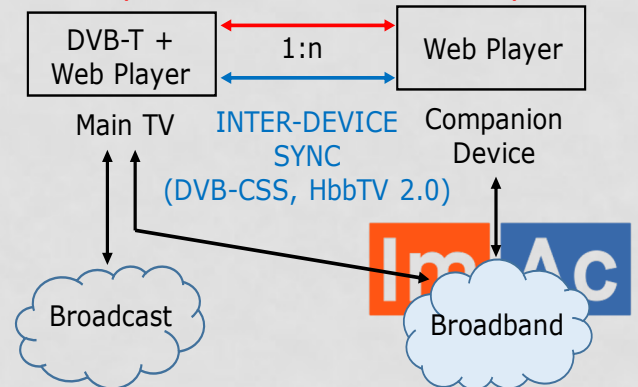 DVB-T +
Web Player
1:n
Web Player
Main TV
INTER-DEVICE
SYNC
(DVB-CSS, HbbTV 2.0)
Companion
Device
Im Ac
Broadcast
Broadband